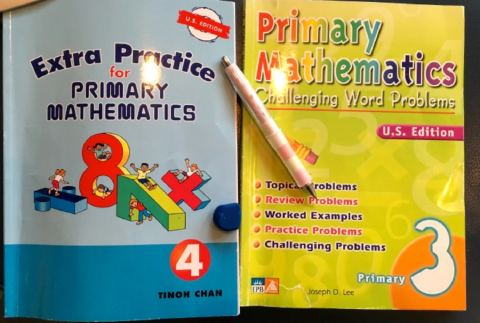 U.S. EDITION
Extra Practice
for
PRIMARY
MATHEMATICS
4
TINOH CHAN
Primary
Mathematics
Challenging Word Problems
U.S. Edition
Topical Problems
Review Problems
Worked Examples
Practice Problems
Challenging Problems
Primary 3
EPB
Joseph D. Lee